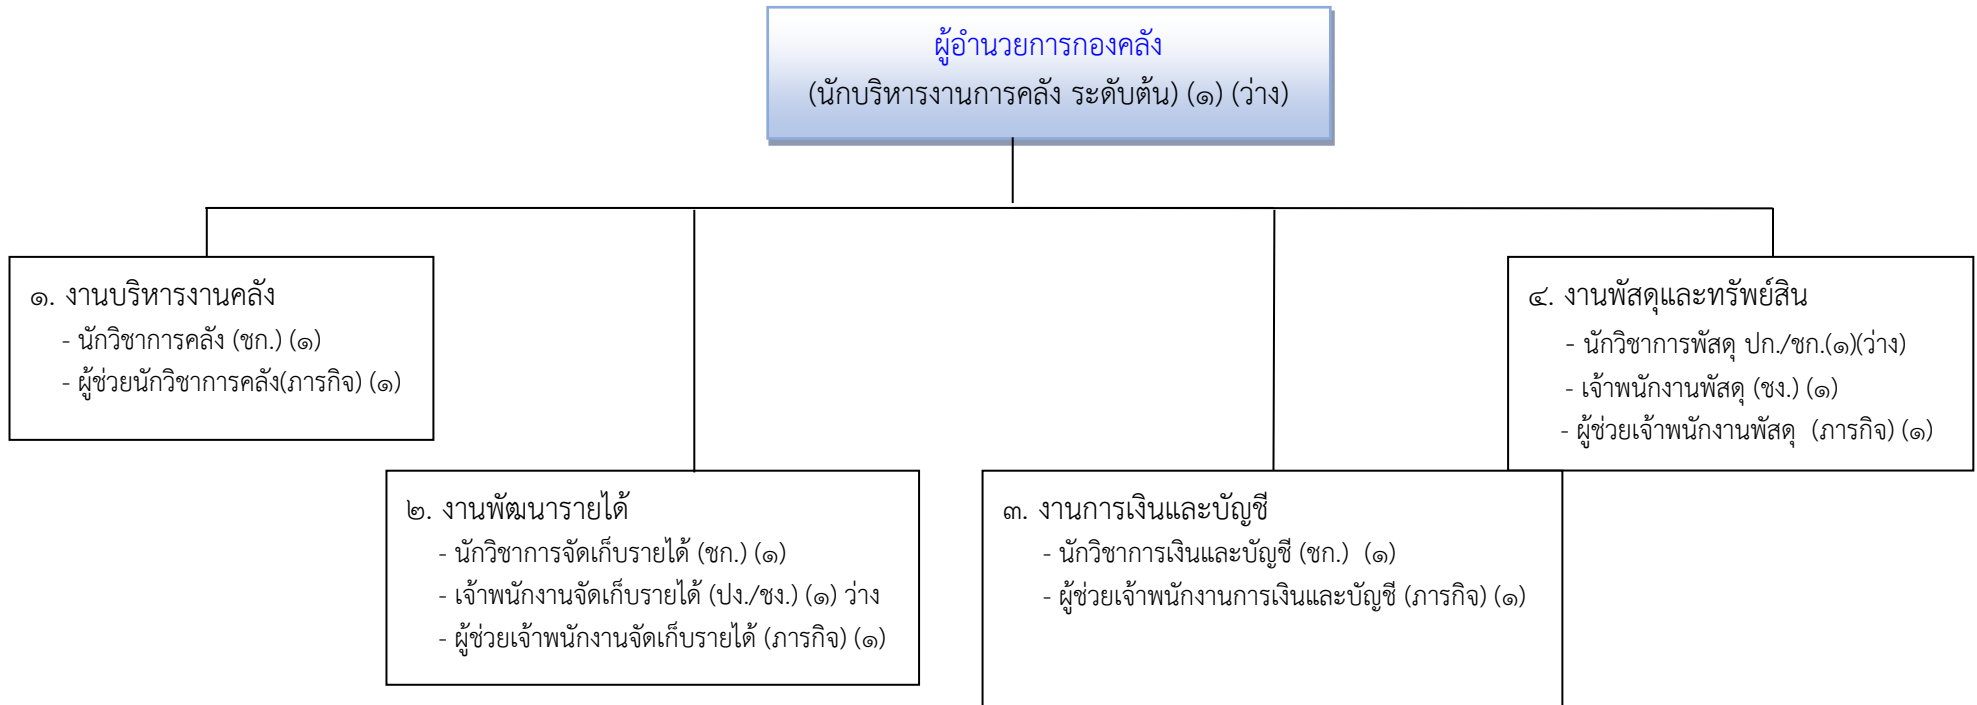 ผู้อำนวยการกองคลัง
(นักบริหารงานการคลัง ระดับต้น) (๑) (ว่าง)
๑. งานบริหารงานคลัง
- นักวิชาการคลัง (ชก.) (๑)
- ผู้ช่วยนักวิชาการคลัง(ภารกิจ) (๑)
๒. งานพัฒนารายได้
- นักวิชาการจัดเก็บรายได้ (ชก.) (๑)
- เจ้าพนักงานจัดเก็บรายได้ (ปง./ชง.) (๑) ว่าง
- ผู้ช่วยเจ้าพนักงานจัดเก็บรายได้ (ภารกิจ) (๑)
๓. งานการเงินและบัญชี
- นักวิชาการเงินและบัญชี (ชก.) (๑)
- ผู้ช่วยเจ้าพนักงานการเงินและบัญชี (ภารกิจ) (๑)
๔. งานพัสดุและทรัพย์สิน
- นักวิชาการพัสดุ ปก./ชก.(๑)(ว่าง)
- เจ้าพนักงานพัสดุ (ชง.) (๑)
- ผู้ช่วยเจ้าพนักงานพัสดุ (ภารกิจ) (๑)